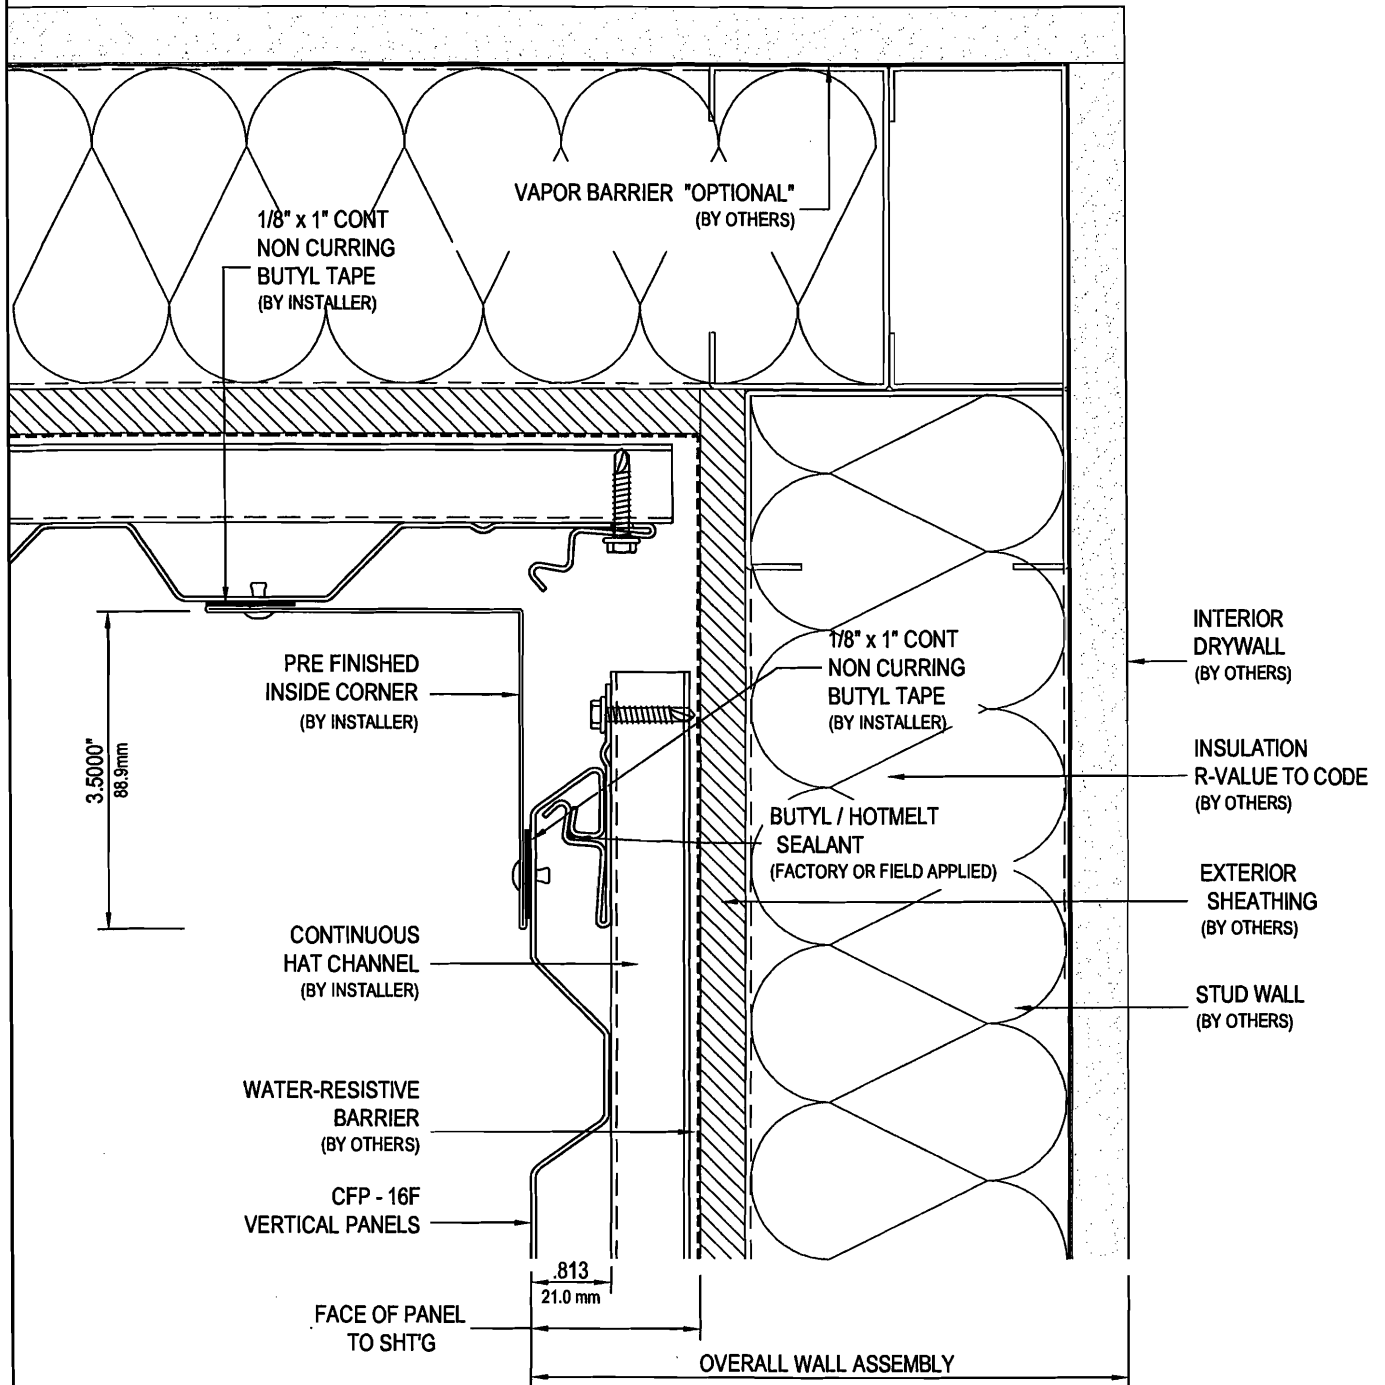 VAPOR BARRIER "OPTIONAL"
(BY OTHERS)
1/8" x 1" CONT
NON CURRING
BUTYL TAPE
(BY INSTALLER)
PRE FINISHED
INSIDE CORNER
(BY INSTALLER)
3.5000"
88.9mm
1/8" x 1" CONT
NON CURRING
BUTYL TAPE
(BY INSTALLER)
INTERIOR
DRYWALL
(BY OTHERS)
INSULATION
R-VALUE TO CODE
(BY OTHERS)
BUTYL / HOTMELT
SEALANT
(FACTORY OR FIELD APPLIED)
EXTERIOR
SHEATHING
(BY OTHERS)
CONTINUOUS
HAT CHANNEL
(BY INSTALLER)
STUD WALL
(BY OTHERS)
WATER-RESISTIVE
BARRIER
(BY OTHERS)
CFP - 16F
VERTICAL PANELS
.813
21.0 mm
FACE OF PANEL
TO SHT'G
OVERALL WALL ASSEMBLY